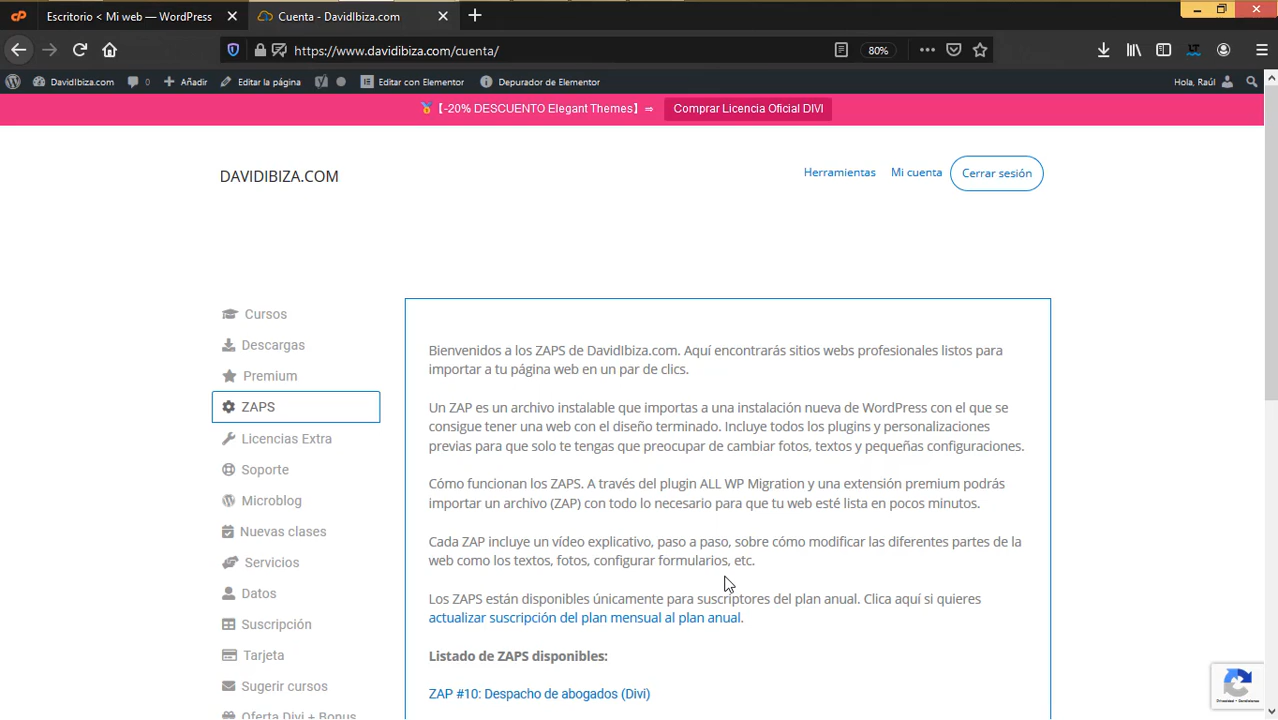 Escritorio < Mi web — WordPress
Cuenta - DavidIbiza.com
https://www.davidibiza.com/cuenta/
80%
DavidIbiza.com
0
Añadir
Editar la página
Editar con Elementor
Depurador de Elementor
Hola, Raúl
🏅【-20% DESCUENTO Elegant Themes】⇒
Comprar Licencia Oficial DIVI
DAVIDIBIZA.COM
Herramientas
Mi cuenta
Cerrar sesión
Cursos
Descargas
Premium
ZAPS
Licencias Extra
Soporte
Microblog
Nuevas clases
Servicios
Datos
Suscripción
Tarjeta
Sugerir cursos
Oferta Divi + Bonus
Bienvenidos a los ZAPS de DavidIbiza.com. Aquí encontrarás sitios webs profesionales listos para
importar a tu página web en un par de clics.
Un ZAP es un archivo instalable que importas a una instalación nueva de WordPress con el que se
consigue tener una web con el diseño terminado. Incluye todos los plugins y personalizaciones
previas para que solo te tengas que preocupar de cambiar fotos, textos y pequeñas configuraciones.
Cómo funcionan los ZAPS. A través del plugin ALL WP Migration y una extensión premium podrás
importar un archivo (ZAP) con todo lo necesario para que tu web esté lista en pocos minutos.
Cada ZAP incluye un vídeo explicativo, paso a paso, sobre cómo modificar las diferentes partes de la
web como los textos, fotos, configurar formularios, etc.
Los ZAPS están disponibles únicamente para suscriptores del plan anual. Clica aquí si quieres
actualizar suscripción del plan mensual al plan anual.
Listado de ZAPS disponibles:
ZAP #10: Despacho de abogados (Divi)